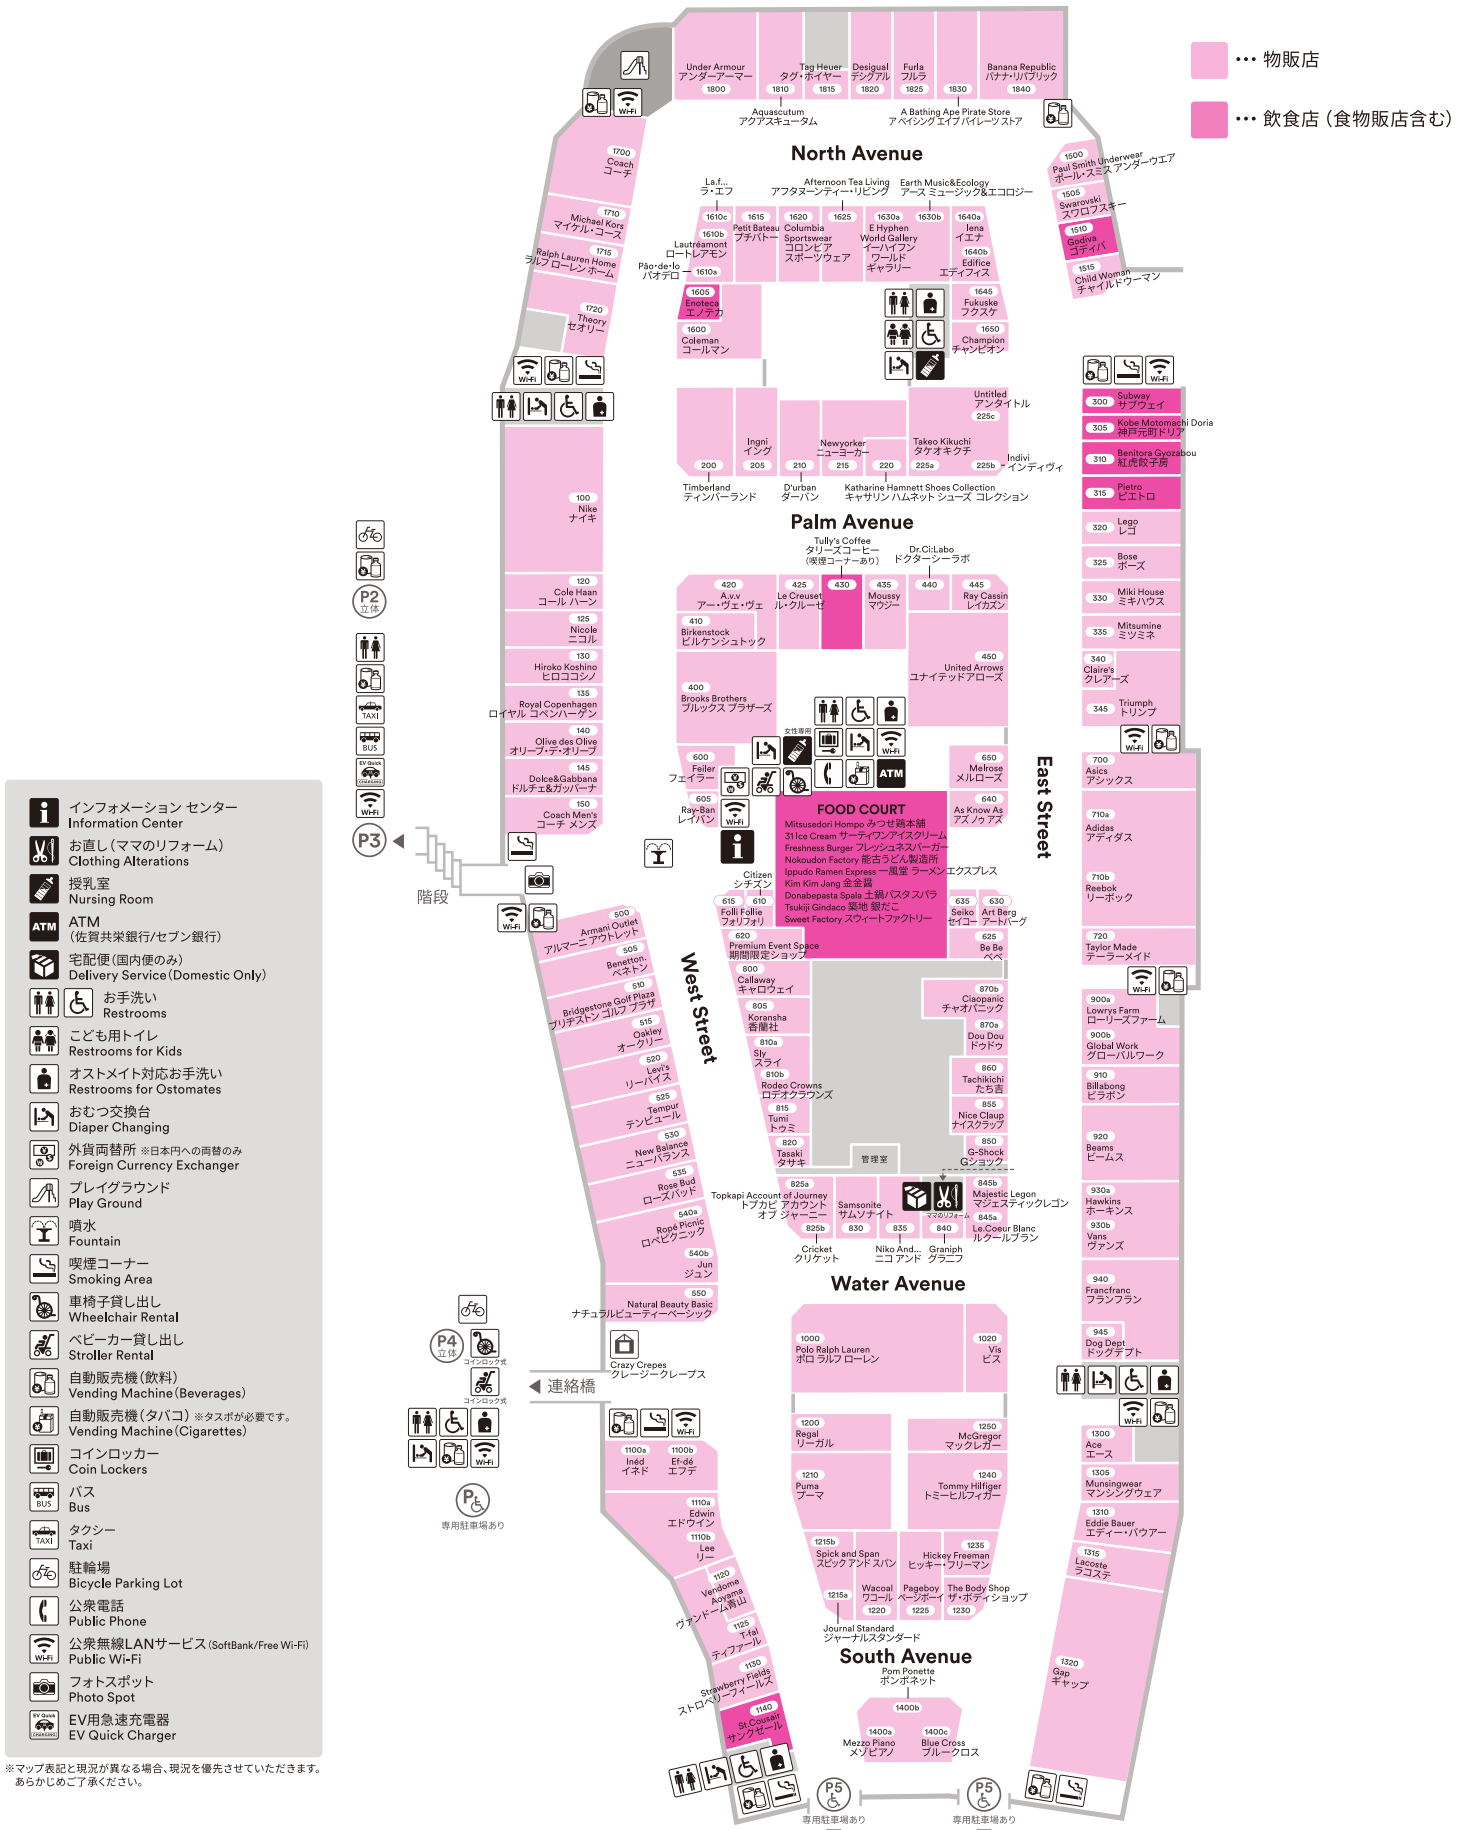 … 物販店
… 飲食店（食物販店含む）
Under Armour
アンダーアーマー
1800
Tag Heuer
タグ・ホイヤー
1810
1815
Desigual
デシグアル
1820
Furla
フルラ
1825
1830
Banana Republic
バナナ・リパブリック
1840
Aquascutum
アクアスキュータム
A Bathing Ape Pirate Store
ア ベイシング エイプ パイレーツ ストア
North Avenue
Wi-Fi
1700
Coach
コーチ
1710
Michael Kors
マイケル・コース
1715
Ralph Lauren Home
ラルフ ローレン ホーム
1720
Theory
セオリー
Wi-Fi
1500
Paul Smith Underwear
ポール・スミス アンダーウエア
1505
Swarovski
スワロフスキー
1510
Godiva
ゴディバ
1515
Child Woman
チャイルドウーマン
La.f...
ラ・エフ
Afternoon Tea Living
アフタヌーンティー・リビング
Earth Music&Ecology
アース ミュージック&エコロジー
1610c
1610b
Lautréamont
ロートレアモン
Pāo·de·lo
パオデロ
1610a
1615
Petit Bateau
プチバトー
1620
Columbia
Sportswear
コロンビア
スポーツウェア
1625
1630a
E Hyphen
World Gallery
イーハイフン
ワールド
ギャラリー
1630b
1640a
Iena
イエナ
1640b
Edifice
エディフィス
1605
Enoteca
エノテカ
1600
Coleman
コールマン
1645
Fukuske
フクスケ
1650
Champion
チャンピオン
Untitled
アンタイトル
225c
Timberland
ティンバーランド
200
Ingni
イング
205
210
D'urban
ダーバン
Newyorker
ニューヨーカー
215
220
Takeo Kikuchi
タケオキクチ
225a
225b
Indivi
インディヴィ
Katharine Hamnett Shoes Collection
キャサリン ハムネット シューズ コレクション
Wi-Fi
300
Subway
サブウェイ
305
Kobe Motomachi Doria
神戸元町ドリア
310
Benitora Gyozabou
紅虎餃子房
315
Pietro
ピエトロ
320
Lego
レゴ
325
Bose
ボーズ
330
Miki House
ミキハウス
335
Mitsumine
ミツミネ
340
Claire's
クレアーズ
345
Triumph
トリンプ
Wi-Fi
100
Nike
ナイキ
120
Cole Haan
コール ハーン
125
Nicole
ニコル
130
Hiroko Koshino
ヒロココシノ
135
Royal Copenhagen
ロイヤル コペンハーゲン
140
Olive des Olive
オリーブ・デ・オリーブ
145
Dolce&Gabbana
ドルチェ&ガッバーナ
150
Coach Men's
コーチ メンズ
P2
立体
TAXI
BUS
EV Quick
CHARGING
Wi-Fi
P3
階段
Palm Avenue
Tully's Coffee
タリーズコーヒー
（喫煙コーナーあり）
Dr.Ci:Labo
ドクターシーラボ
420
A.v.v
アー・ヴェ・ヴェ
425
Le Creuset
ル・クルーゼ
430
435
Moussy
マウジー
440
445
Ray Cassin
レイカズン
410
Birkenstock
ビルケンシュトック
400
Brooks Brothers
ブルックス ブラザーズ
450
United Arrows
ユナイテッドアローズ
女性専用
Wi-Fi
ATM
600
Feiler
フェイラー
605
Ray-Ban
レイバン
Wi-Fi
650
Melrose
メルローズ
640
As Know As
アズ ノゥ アズ
East Street
FOOD COURT
Mitsusedori Hompo みつせ鶏本舗
31Ice Cream サーティワンアイスクリーム
Freshness Burger フレッシュネスバーガー
Nokoudon Factory 能古うどん製造所
Ippudo Ramen Express 一風堂 ラーメン エクスプレス
Kim Kim Jang 金金醤
Donabepasta Spala 土鍋パスタスパラ
Tsukiji Gindaco 築地 銀だこ
Sweet Factory スウィートファクトリー
Citizen
シチズン
615
610
Folli Follie
フォリフォリ
620
Premium Event Space
期間限定ショップ
635
Seiko
セイコー
630
Art Berg
アートバーグ
625
Be Be
べべ
700
Asics
アシックス
710a
Adidas
アディダス
710b
Reebok
リーボック
720
Taylor Made
テーラーメイド
Wi-Fi
Wi-Fi
500
Armani Outlet
アルマーニ アウトレット
505
Benetton.
ベネトン
510
Bridgestone Golf Plaza
ブリヂストン ゴルフ プラザ
515
Oakley
オークリー
520
Levi's
リーバイス
525
Tempur
テンピュール
530
New Balance
ニューバランス
535
Rose Bud
ローズバッド
540a
Ropé Picnic
ロペピクニック
540b
Jun
ジュン
550
Natural Beauty Basic
ナチュラルビューティーベーシック
West Street
800
Callaway
キャロウェイ
805
Koransha
香蘭社
810a
Sly
スライ
810b
Rodeo Crowns
ロデオクラウンズ
815
Tumi
トゥミ
820
Tasaki
タサキ
870b
Ciaopanic
チャオパニック
870a
Dou Dou
ドゥドゥ
860
Tachikichi
たち吉
855
Nice Claup
ナイスクラップ
850
G-Shock
Gショック
管理室
825a
Topkapi Account of Journey
トプカピ アカウント
オブ ジャーニー
825b
Cricket
クリケット
Samsonite
サムソナイト
830
835
Niko And...
ニコ アンド
ママのリフォーム
840
Graniph
グラニフ
845b
Majestic Legon
マジェスティックレゴン
845a
Le.Coeur Blanc
ルクールブラン
900a
Lowrys Farm
ローリーズファーム
900b
Global Work
グローバルワーク
910
Billabong
ビラボン
920
Beams
ビームス
930a
Hawkins
ホーキンス
930b
Vans
ヴァンズ
940
Francfranc
フランフラン
945
Dog Dept
ドッグデプト
Wi-Fi
Water Avenue
1000
Polo Ralph Lauren
ポロ ラルフ ローレン
1020
Vis
ビス
Crazy Crepes
クレージークレープス
連絡橋
P4
立体
コインロック式
コインロック式
Wi-Fi
P
専用駐車場あり
Wi-Fi
1100a
Inéd
イネド
1100b
Ef-dé
エフデ
1110a
Edwin
エドウイン
1110b
Lee
リー
1120
Vendome
Aoyama
ヴァンドーム青山
1125
T-fal
ティファール
1130
Strawberry Fields
ストロベリーフィールズ
1140
St.Cousair
サンクゼール
1200
Regal
リーガル
1210
Puma
プーマ
1250
McGregor
マックレガー
1240
Tommy Hilfiger
トミーヒルフィガー
1215b
Spick and Span
スピック アンド スパン
1235
Hickey Freeman
ヒッキー・フリーマン
1215a
Journal Standard
ジャーナルスタンダード
Wacoal
ワコール
1220
Pageboy
ページボーイ
1225
The Body Shop
ザ・ボディショップ
1230
1300
Ace
エース
1305
Munsingwear
マンシングウェア
1310
Eddie Bauer
エディー・バウアー
1315
Lacoste
ラコステ
1320
Gap
ギャップ
South Avenue
Pom Ponette
ポンポネット
1400b
1400a
Mezzo Piano
メゾピアノ
1400c
Blue Cross
ブルークロス
P5
専用駐車場あり
P5
専用駐車場あり
インフォメーション センター
Information Center
お直し（ママのリフォーム）
Clothing Alterations
授乳室
Nursing Room
ATM
ATM
（佐賀共栄銀行/セブン銀行）
宅配便（国内便のみ）
Delivery Service（Domestic Only）
お手洗い
Restrooms
こども用トイレ
Restrooms for Kids
オストメイト対応お手洗い
Restrooms for Ostomates
おむつ交換台
Diaper Changing
外貨両替所 ※日本円への両替のみ
Foreign Currency Exchanger
プレイグラウンド
Play Ground
噴水
Fountain
喫煙コーナー
Smoking Area
車椅子貸し出し
Wheelchair Rental
ベビーカー貸し出し
Stroller Rental
自動販売機（飲料）
Vending Machine（Beverages）
自動販売機（タバコ）※タスポが必要です。
Vending Machine（Cigarettes）
コインロッカー
Coin Lockers
BUS
バス
Bus
TAXI
タクシー
Taxi
駐輪場
Bicycle Parking Lot
公衆電話
Public Phone
Wi-Fi
公衆無線LANサービス（SoftBank/Free Wi-Fi）
Public Wi-Fi
フォトスポット
Photo Spot
EV Quick
CHARGING
EV用急速充電器
EV Quick Charger
※マップ表記と現況が異なる場合、現況を優先させていただきます。
あらかじめご了承ください。